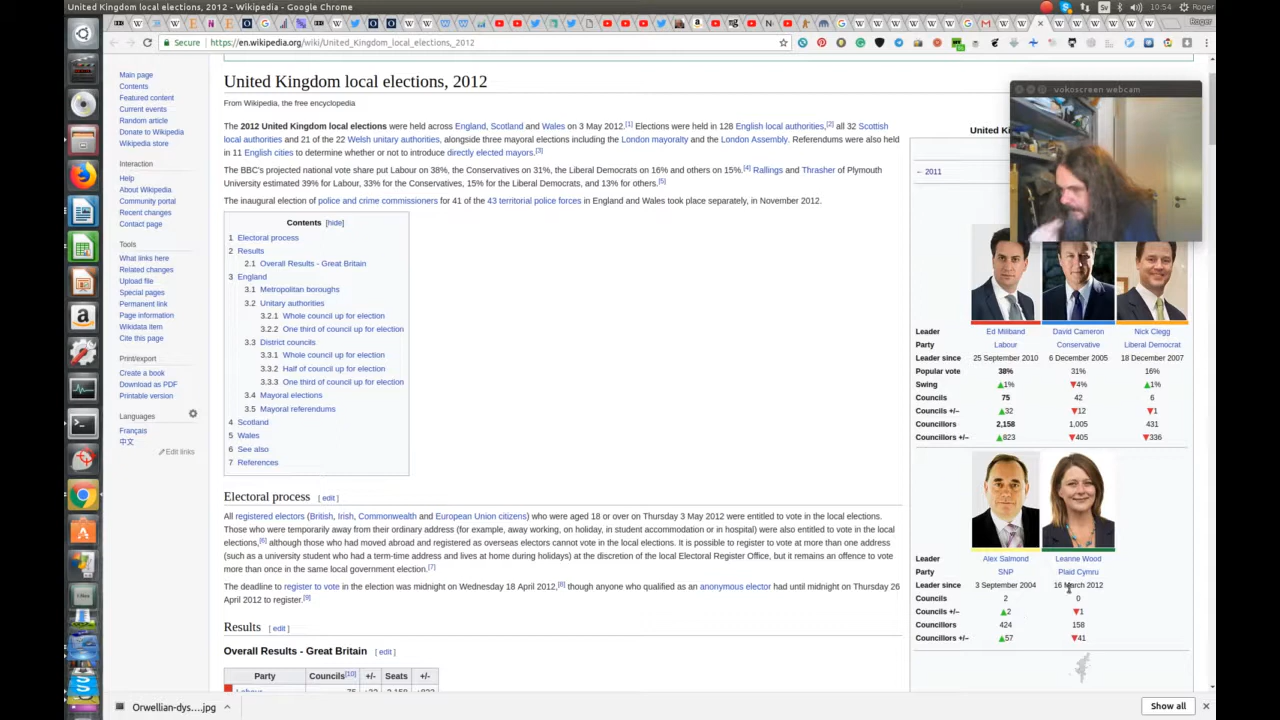 United Kingdom local elections, 2012 - Wikipedia - Google Chrome
Sv
10:54
Roger
Roger
Secure
https://en.wikipedia.org/wiki/United_Kingdom_local_elections,_2012
Main page
Contents
Featured content
Current events
Random article
Donate to Wikipedia
Wikipedia store
Interaction
Help
About Wikipedia
Community portal
Recent changes
Contact page
Tools
What links here
Related changes
Upload file
Special pages
Permanent link
Page information
Wikidata item
Cite this page
Print/export
Create a book
Download as PDF
Printable version
Languages
Français
中文
Edit links
United Kingdom local elections, 2012
From Wikipedia, the free encyclopedia
The 2012 United Kingdom local elections were held across England, Scotland and Wales on 3 May 2012.[1] Elections were held in 128 English local authorities,[2] all 32 Scottish
local authorities and 21 of the 22 Welsh unitary authorities, alongside three mayoral elections including the London mayoralty and the London Assembly. Referendums were also held
in 11 English cities to determine whether or not to introduce directly elected mayors.[3]
The BBC's projected national vote share put Labour on 38%, the Conservatives on 31%, the Liberal Democrats on 16% and others on 15%.[4] Rallings and Thrasher of Plymouth
University estimated 39% for Labour, 33% for the Conservatives, 15% for the Liberal Democrats, and 13% for others.[5]
The inaugural election of police and crime commissioners for 41 of the 43 territorial police forces in England and Wales took place separately, in November 2012.
Contents [hide]
1 Electoral process
2 Results
2.1 Overall Results - Great Britain
3 England
3.1 Metropolitan boroughs
3.2 Unitary authorities
3.2.1 Whole council up for election
3.2.2 One third of council up for election
3.3 District councils
3.3.1 Whole council up for election
3.3.2 Half of council up for election
3.3.3 One third of council up for election
3.4 Mayoral elections
3.5 Mayoral referendums
4 Scotland
5 Wales
6 See also
7 References
Electoral process [ edit ]
All registered electors (British, Irish, Commonwealth and European Union citizens) who were aged 18 or over on Thursday 3 May 2012 were entitled to vote in the local elections.
Those who were temporarily away from their ordinary address (for example, away working, on holiday, in student accommodation or in hospital) were also entitled to vote in the local
elections,[6] although those who had moved abroad and registered as overseas electors cannot vote in the local elections. It is possible to register to vote at more than one address
(such as a university student who had a term-time address and lives at home during holidays) at the discretion of the local Electoral Register Office, but it remains an offence to vote
more than once in the same local government election.[7]
The deadline to register to vote in the election was midnight on Wednesday 18 April 2012,[8] though anyone who qualified as an anonymous elector had until midnight on Thursday 26
April 2012 to register.[9]
Results [ edit ]
Overall Results - Great Britain [ edit ]
Party Councils[10] +/- Seats +/-
Labour 75 +32 2,158 +823
vokoscreen webcam
United Ki
← 2011
Leader Ed Miliband David Cameron Nick Clegg
Party Labour Conservative Liberal Democrat
Leader since 25 September 2010 6 December 2005 18 December 2007
Popular vote 38% 31% 16%
Swing ▲1% ▼4% ▲1%
Councils 75 42 6
Councils +/– ▲32 ▼12 ▼1
Councillors 2,158 1,005 431
Councillors +/– ▲823 ▼405 ▼336
Leader Alex Salmond Leanne Wood
Party SNP Plaid Cymru
Leader since 3 September 2004 16 March 2012
Councils 2 0
Councils +/– ▲2 ▼1
Councillors 424 158
Councillors +/– ▲57 ▼41
Orwellian-dys....jpg
Show all